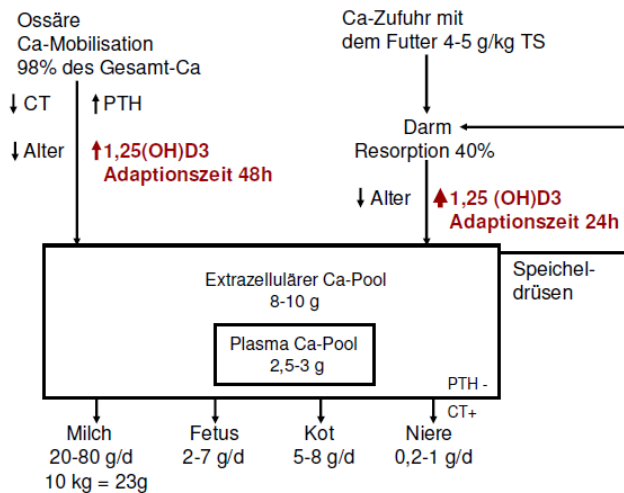 Ossäre
Ca-Mobilisation
98% des Gesamt-Ca
↓ CT ↑ PTH
↓ Alter ↑ 1,25(OH)D3
Adaptionszeit 48h
Ca-Zufuhr mit
dem Futter 4-5 g/kg TS
Darm
Resorption 40%
↓ Alter ↑ 1,25 (OH)D3
Adaptionszeit 24h
Speichel-
drüsen
Extrazellulärer Ca-Pool
8-10 g
Plasma Ca-Pool
2,5-3 g
PTH -
CT+
Milch
20-80 g/d
10 kg = 23g
Fetus
2-7 g/d
Kot
5-8 g/d
Niere
0,2-1 g/d